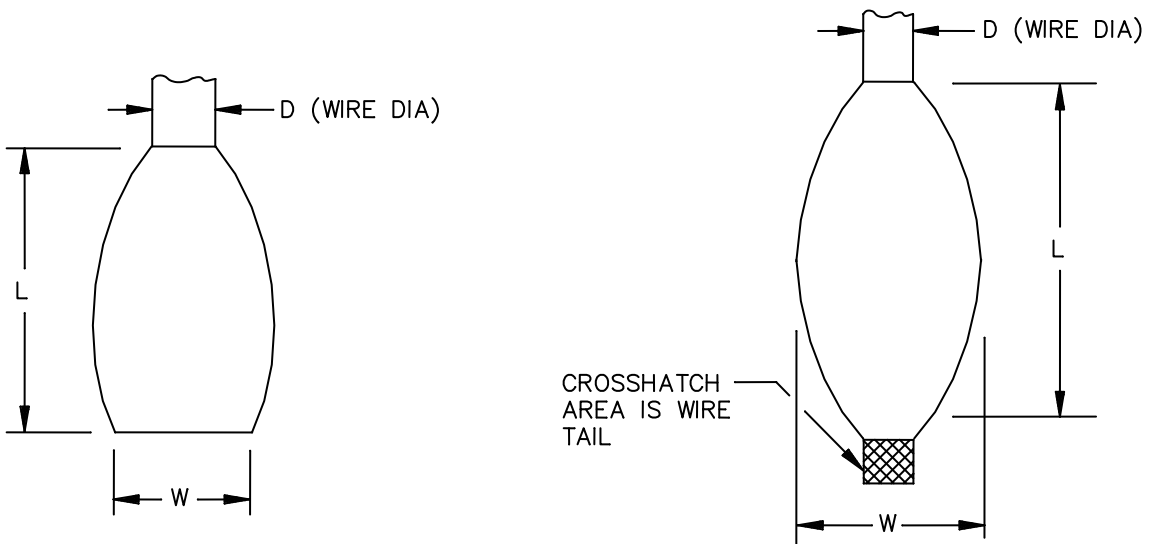 D (WIRE DIA)
L
W
D (WIRE DIA)
L
CROSSHATCH
AREA IS WIRE
TAIL
W